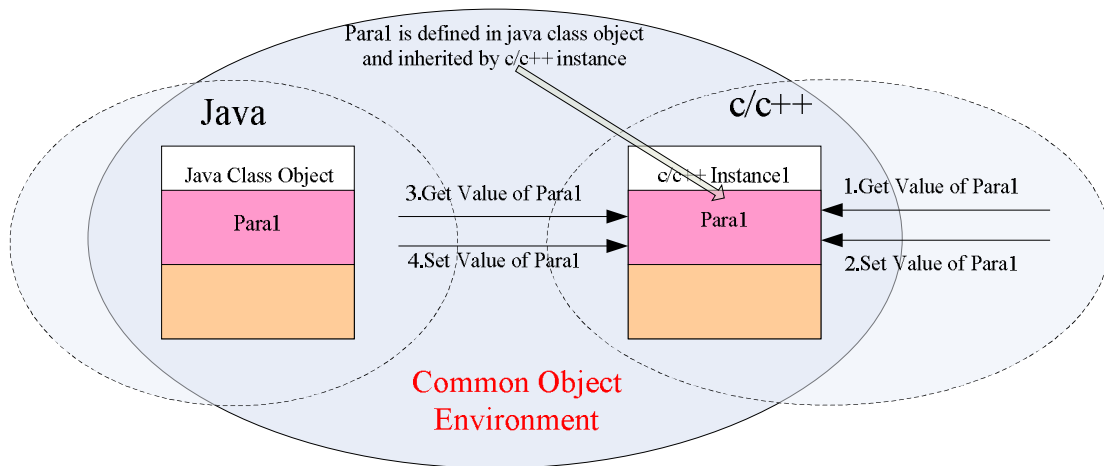 Para1 is defined in java class object
and inherited by c/c++ instance
Java
c/c++
Java Class Object
Para1
3.Get Value of Para1
4.Set Value of Para1
c/c++ Instance1
Para1
1.Get Value of Para1
2.Set Value of Para1
Common Object
Environment